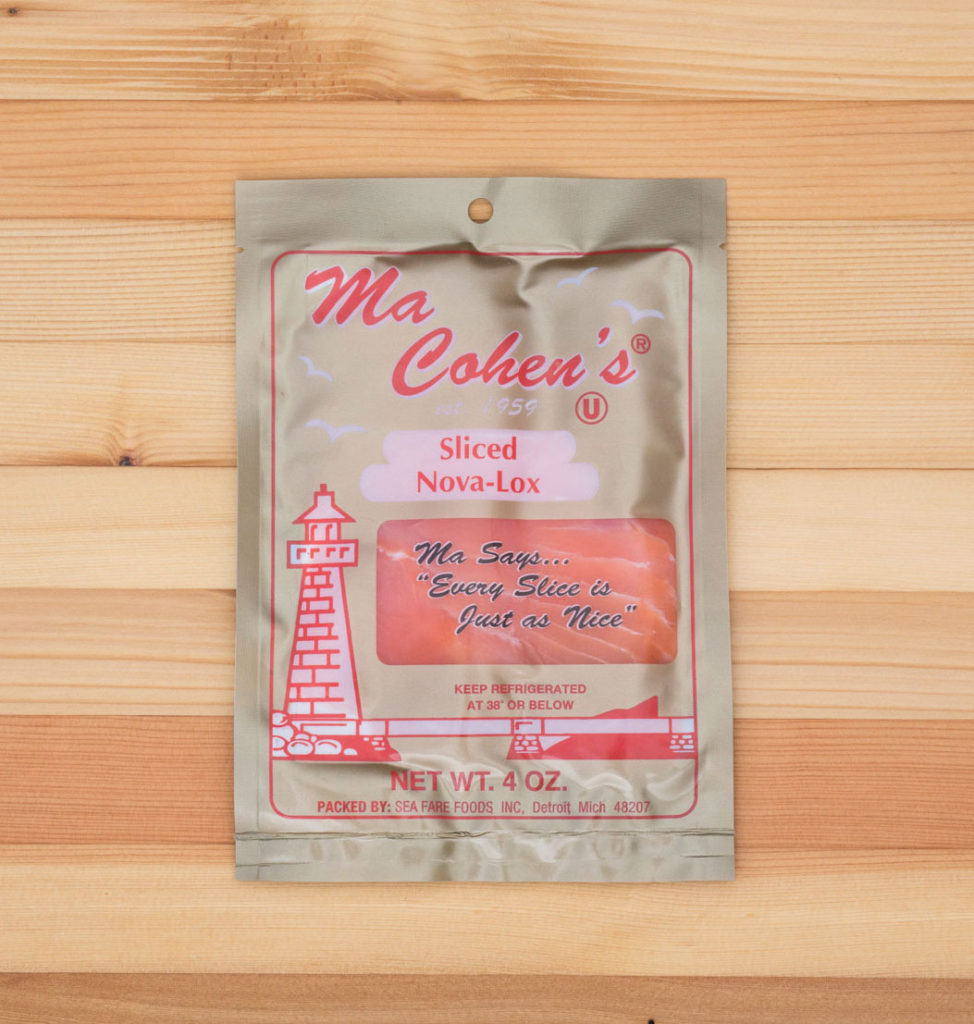 Ma
Cohen's®
est. 1959
U
Sliced
Nova-Lox
Ma Says...
"Every Slice is
Just as Nice"
KEEP REFRIGERATED
AT 38° OR BELOW
NET WT. 4 OZ.
PACKED BY: SEA FARE FOODS, INC, Detroit, Mich 48207